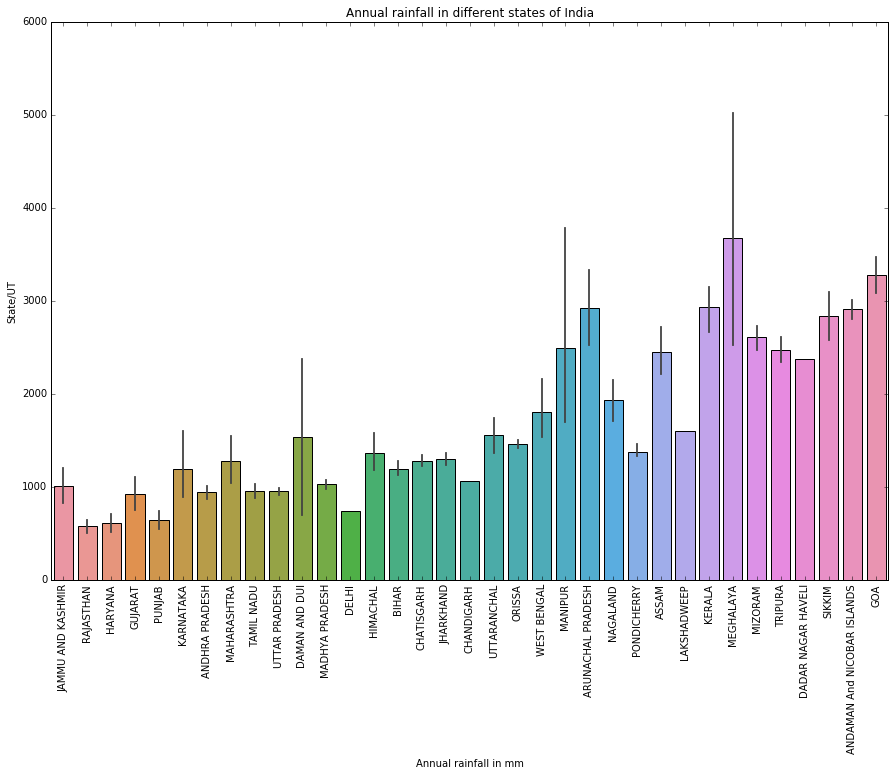 Annual rainfall in different states of India
6000
5000
4000
3000
2000
1000
0
State/UT
JAMMU AND KASHMIR
RAJASTHAN
HARYANA
GUJARAT
PUNJAB
KARNATAKA
ANDHRA PRADESH
MAHARASHTRA
TAMIL NADU
UTTAR PRADESH
DAMAN AND DUI
MADHYA PRADESH
DELHI
HIMACHAL
BIHAR
CHATISGARH
JHARKHAND
CHANDIGARH
UTTARANCHAL
ORISSA
WEST BENGAL
MANIPUR
ARUNACHAL PRADESH
NAGALAND
PONDICHERRY
ASSAM
LAKSHADWEEP
KERALA
MEGHALAYA
MIZORAM
TRIPURA
DADAR NAGAR HAVELI
SIKKIM
ANDAMAN And NICOBAR ISLANDS
GOA
Annual rainfall in mm